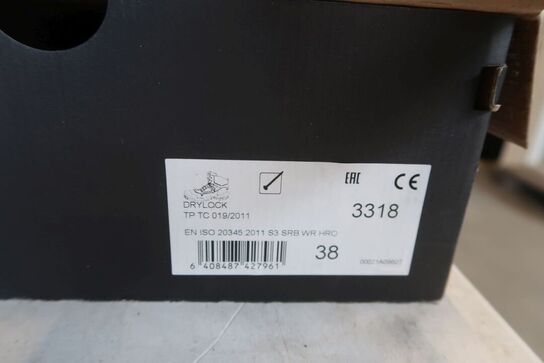 EAC CE
DRYLOCK
TP TC 019/2011
3318
EN ISO 20345:2011 S3 SRB WR HRO
38
6 408487 427961